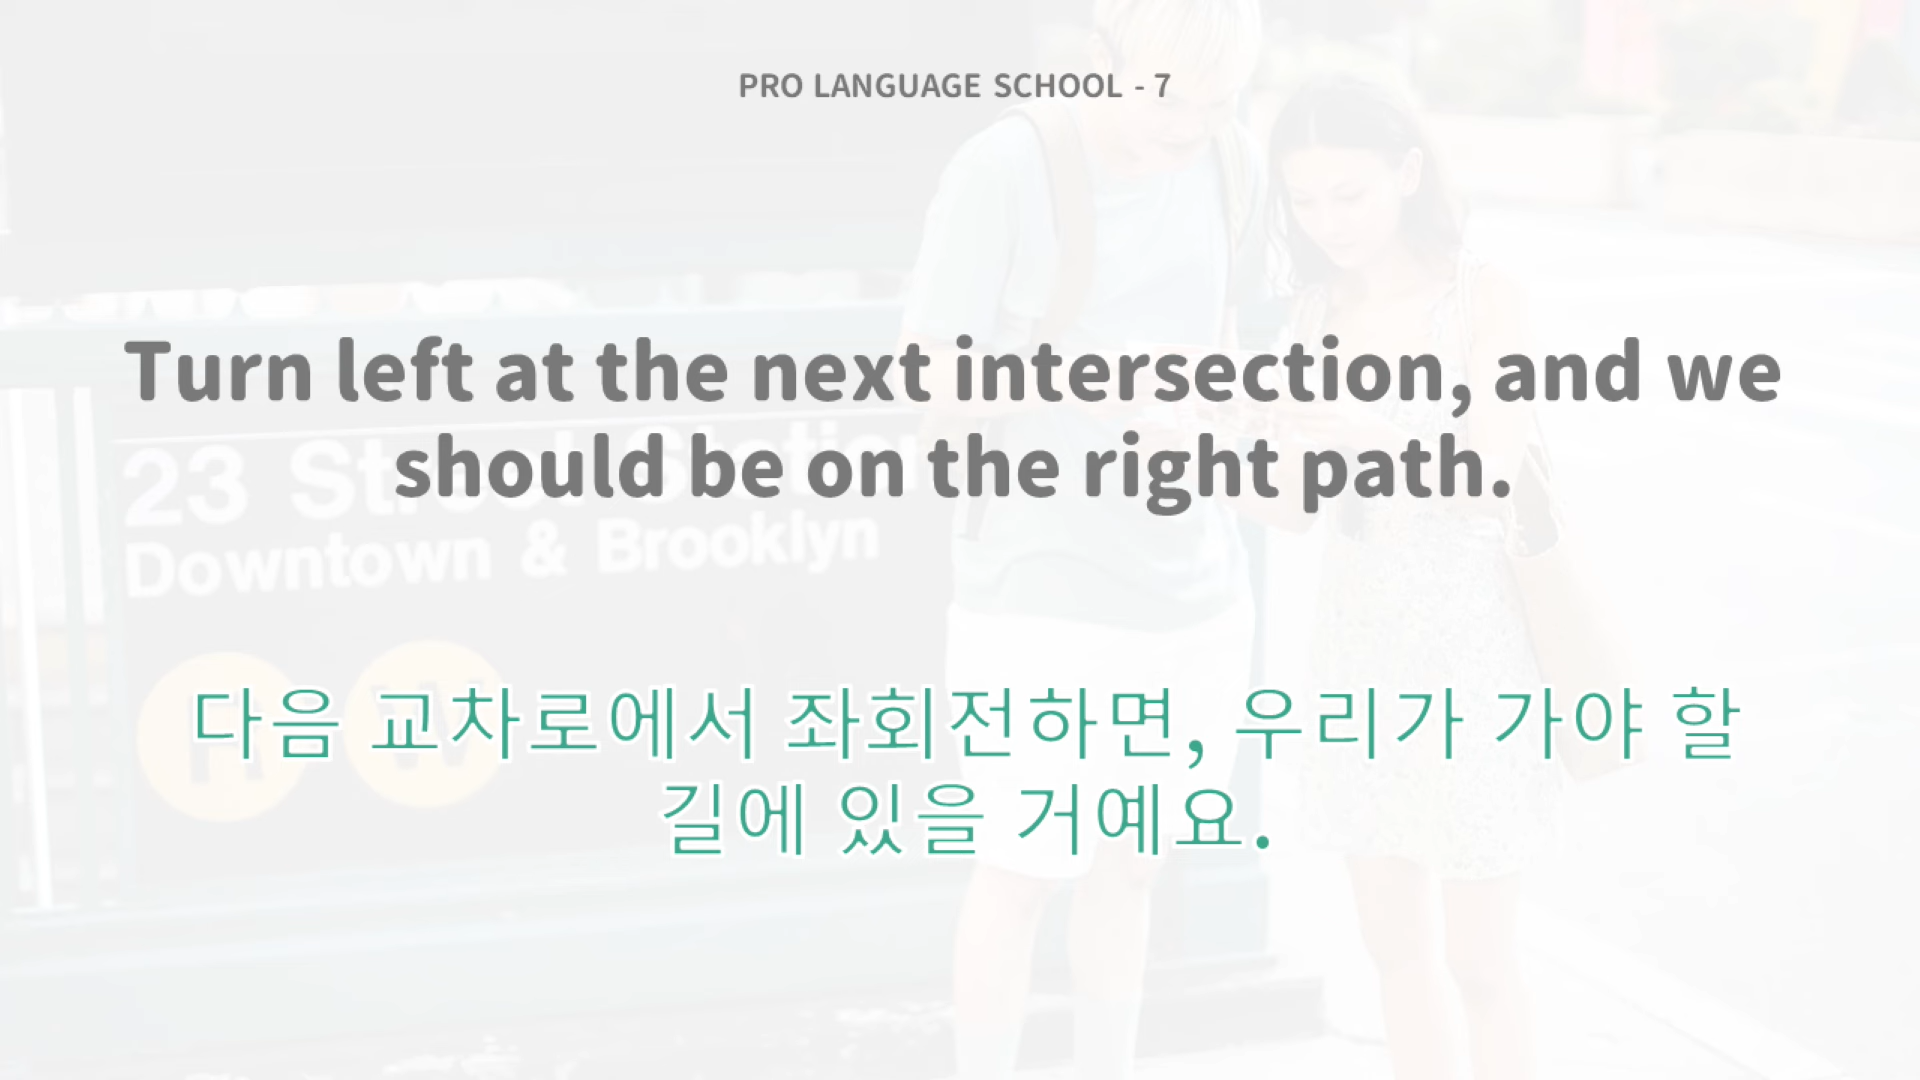 PRO LANGUAGE SCHOOL - 7
Turn left at the next intersection, and we
should be on the right path.
23 Street Station
Downtown & Brooklyn
R W
다음 교차로에서 좌회전하면, 우리가 가야 할
길에 있을 거예요.